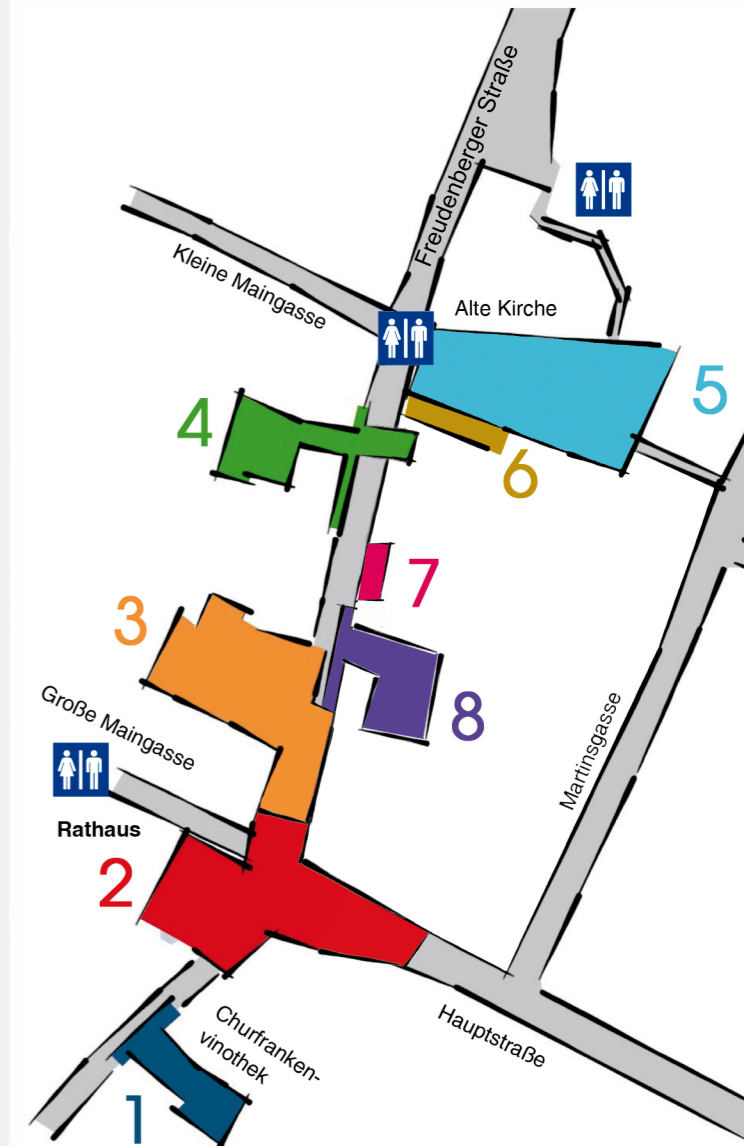 Freudenberger Straße
Kleine Maingasse
Alte Kirche
5
4
6
7
3
8
Große Maingasse
Martinsgasse
Rathaus
2
Churfranken-
vinothek
Hauptstraße
1